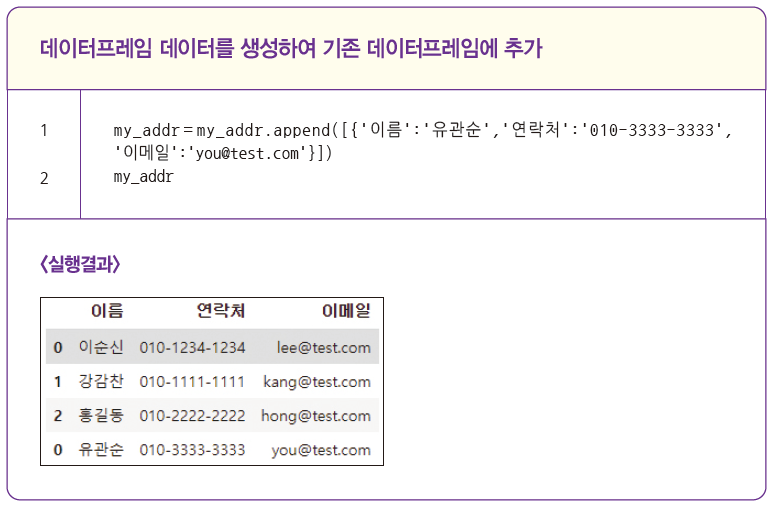 데이터프레임 데이터를 생성하여 기존 데이터프레임에 추가
1 my_addr=my_addr.append([{'이름':'유관순','연락처':'010-3333-3333',
'이메일':'you@test.com'}])
2 my_addr
<실행결과>
이름 연락처 이메일
0 이순신 010-1234-1234 lee@test.com
1 강감찬 010-1111-1111 kang@test.com
2 홍길동 010-2222-2222 hong@test.com
0 유관순 010-3333-3333 you@test.com